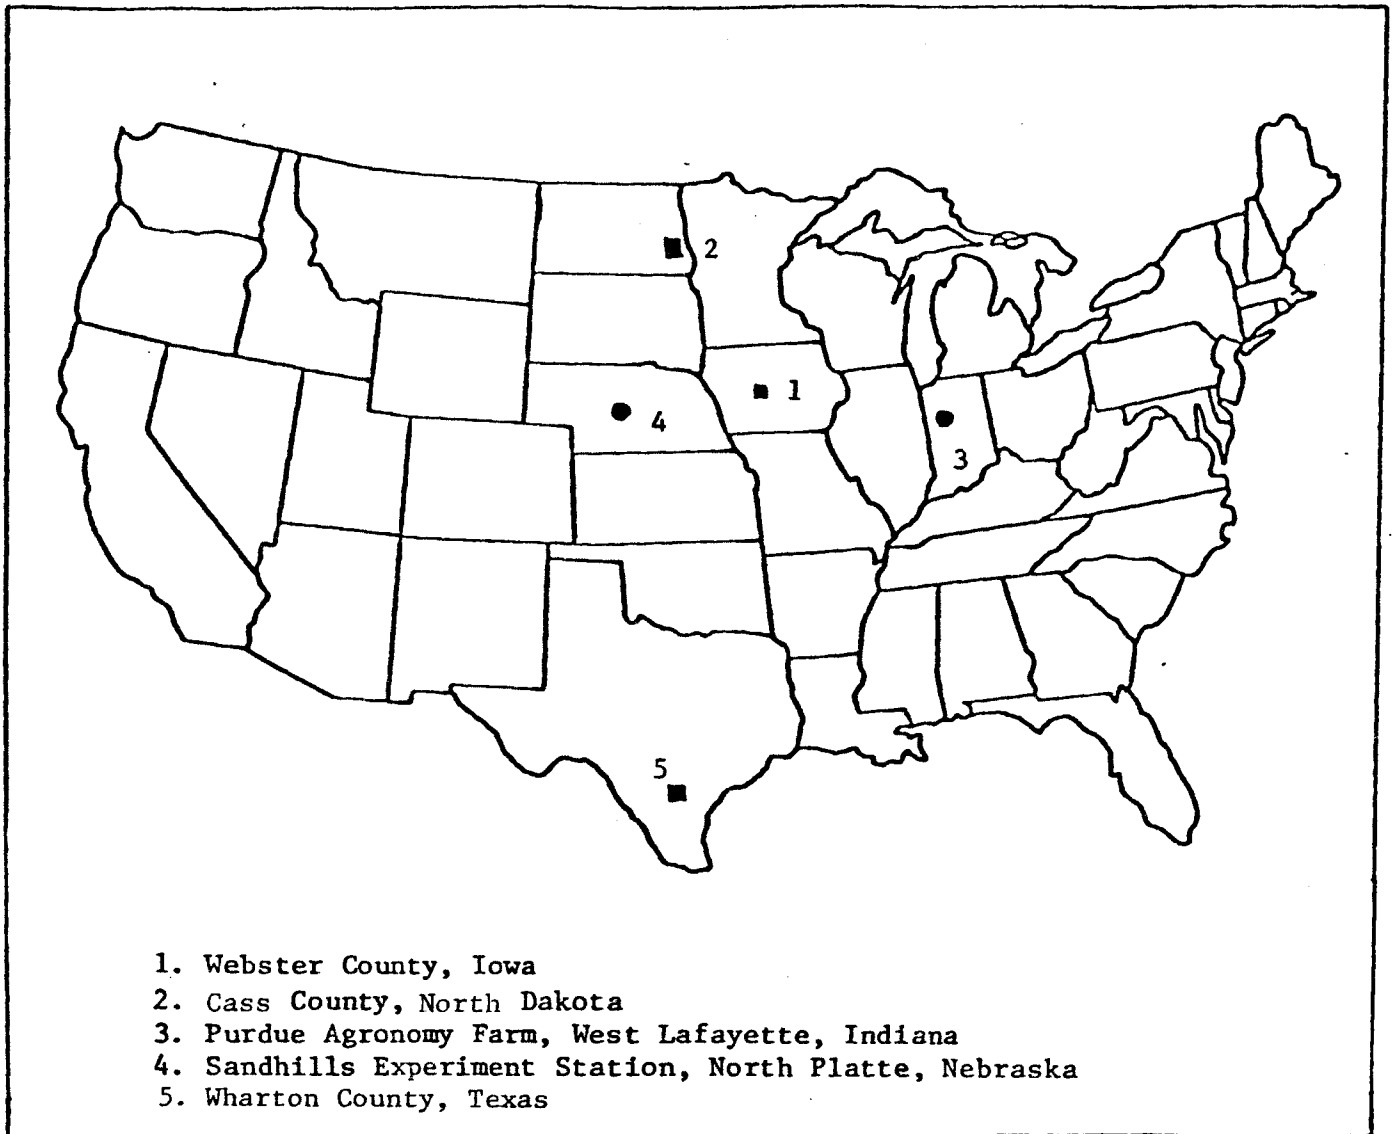 2
1
4
3
5
1. Webster County, Iowa
2. Cass County, North Dakota
3. Purdue Agronomy Farm, West Lafayette, Indiana
4. Sandhills Experiment Station, North Platte, Nebraska
5. Wharton County, Texas